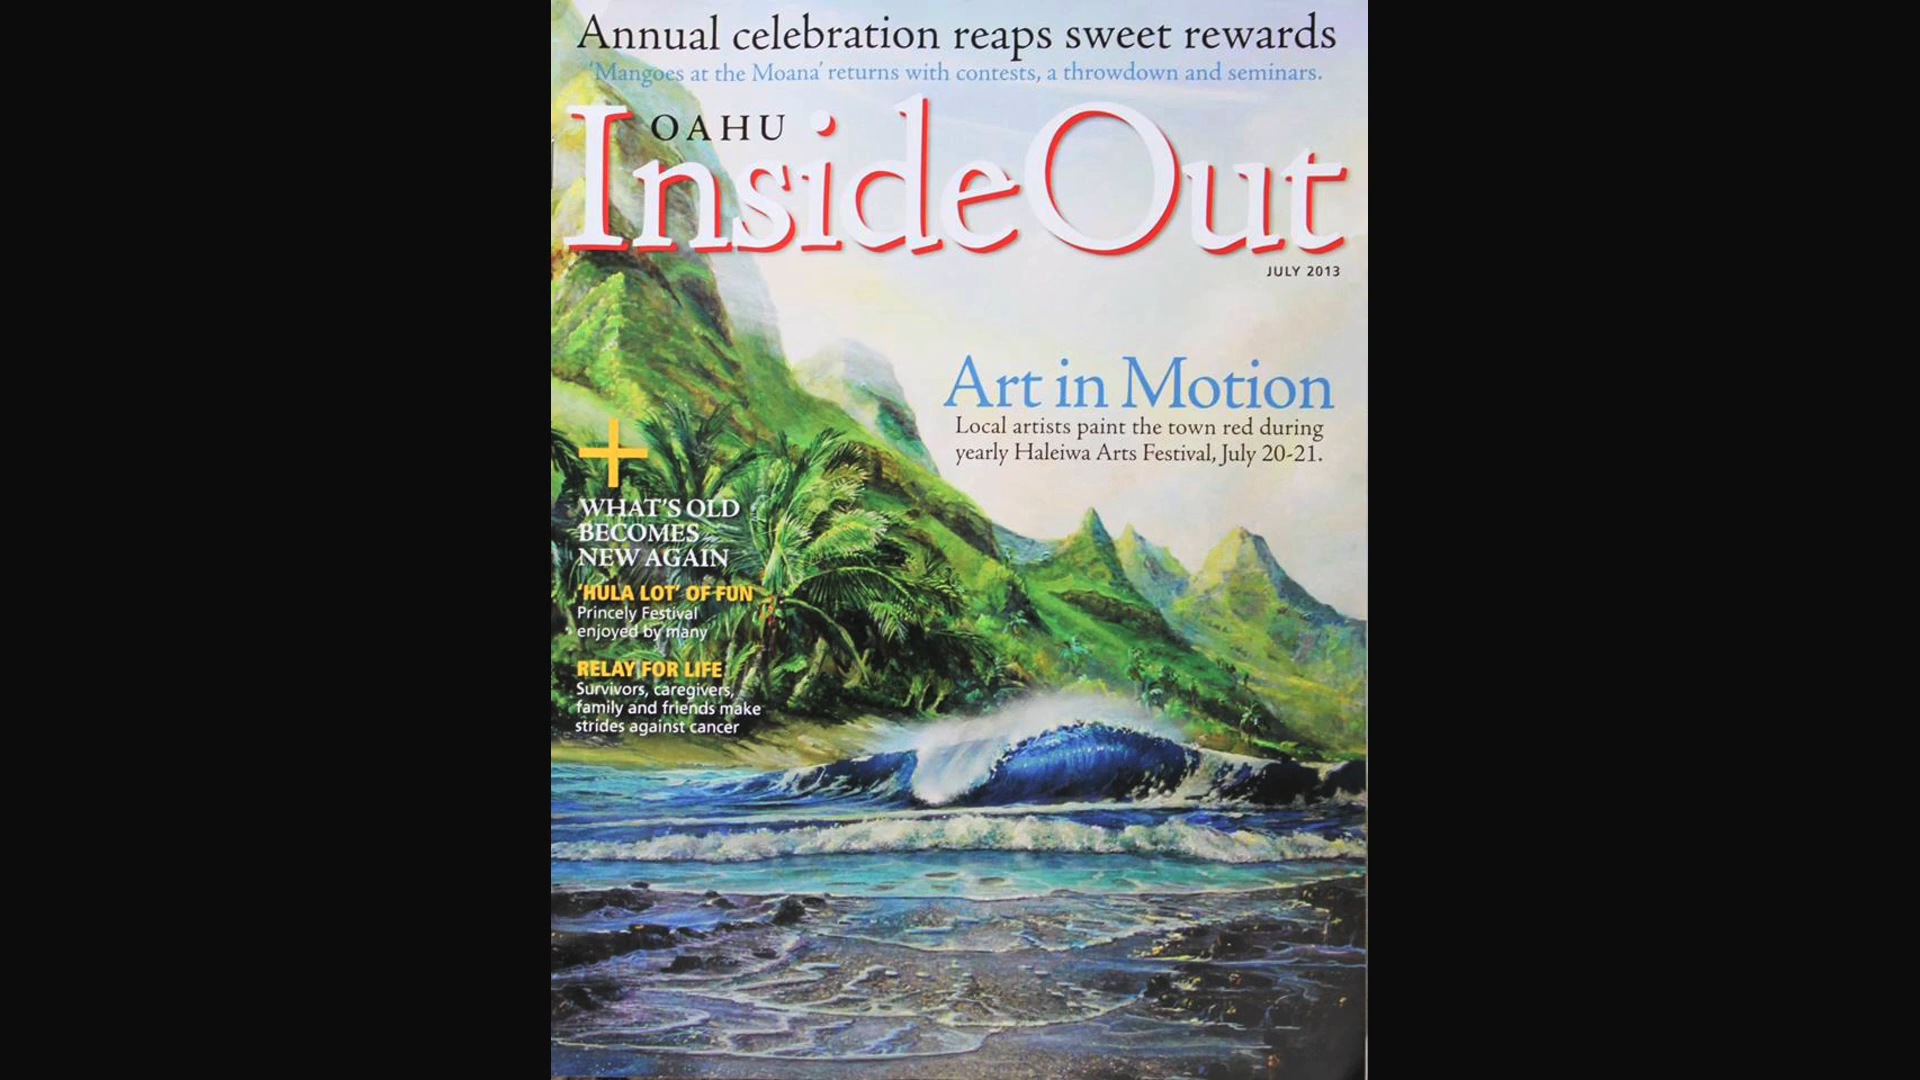 Annual celebration reaps sweet rewards
'Mangoes at the Moana' returns with contests, a throwdown and seminars.
OAHU
InsideOut
JULY 2013
Art in Motion
Local artists paint the town red during
yearly Haleiwa Arts Festival, July 20-21.
+
WHAT'S OLD
BECOMES
NEW AGAIN
'HULA LOT' OF FUN
Princely Festival
enjoyed by many
RELAY FOR LIFE
Survivors, caregivers,
family and friends make
strides against cancer